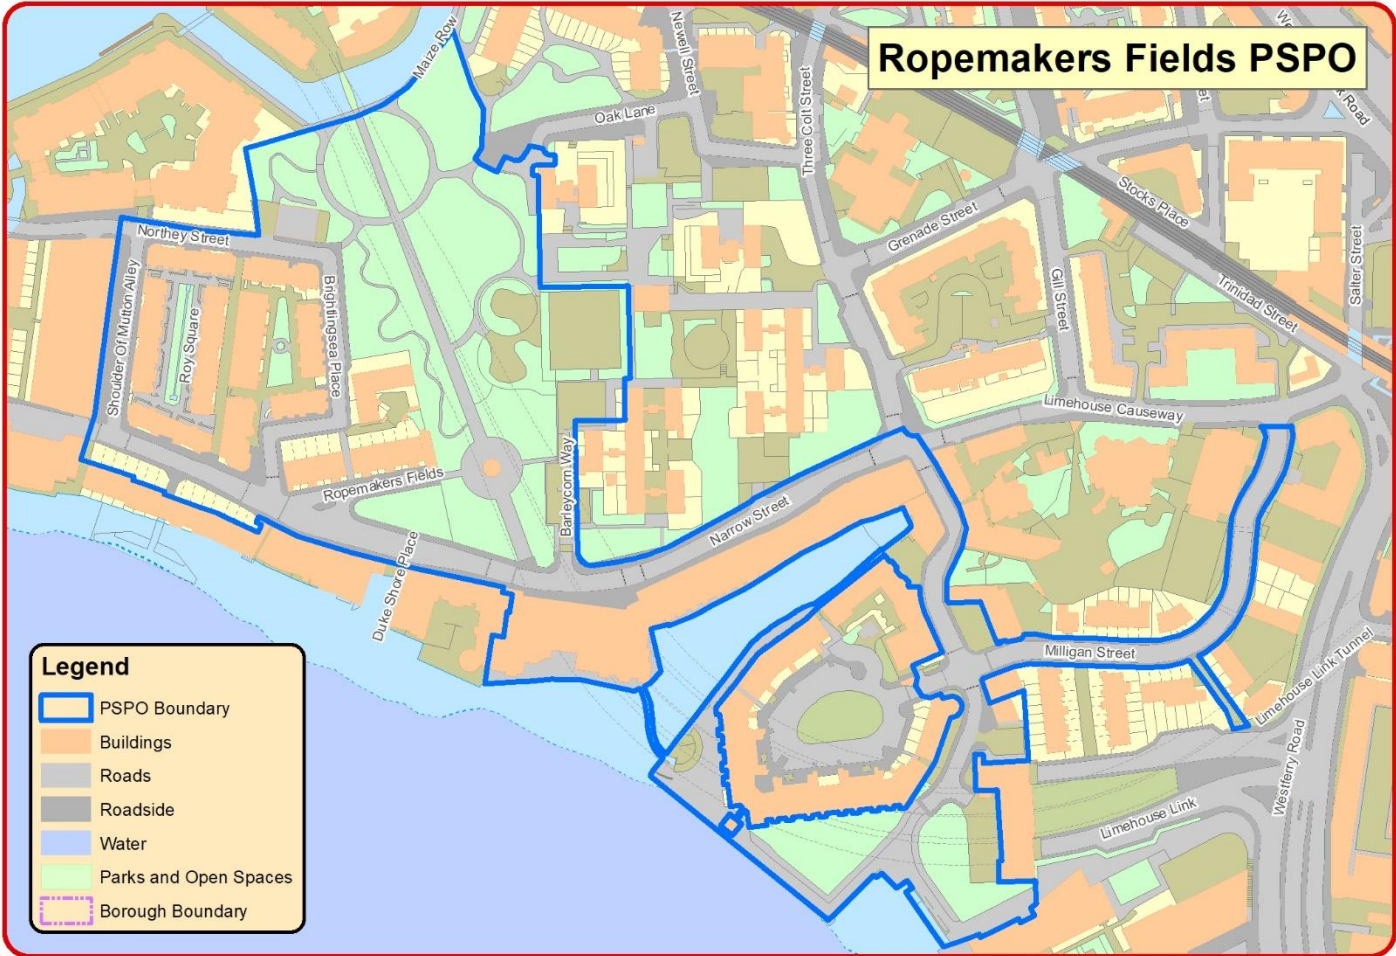 Ropemakers Fields PSPO
Maize Row
Newell Street
Three Colt Street
Oak Lane
Road
Stocks Place
Grenade Street
Salter Street
Trinidad Street
Gill Street
Northey Street
Shoulder Of Mutton Alley
Roy Square
Brightlingsea Place
Limehouse Causeway
Barleycorn Way
Ropemakers Fields
Narrow Street
Duke Shore Place
Milligan Street
Limehouse Link Tunnel
Westferry Road
Limehouse Link
Legend
PSPO Boundary
Buildings
Roads
Roadside
Water
Parks and Open Spaces
Borough Boundary